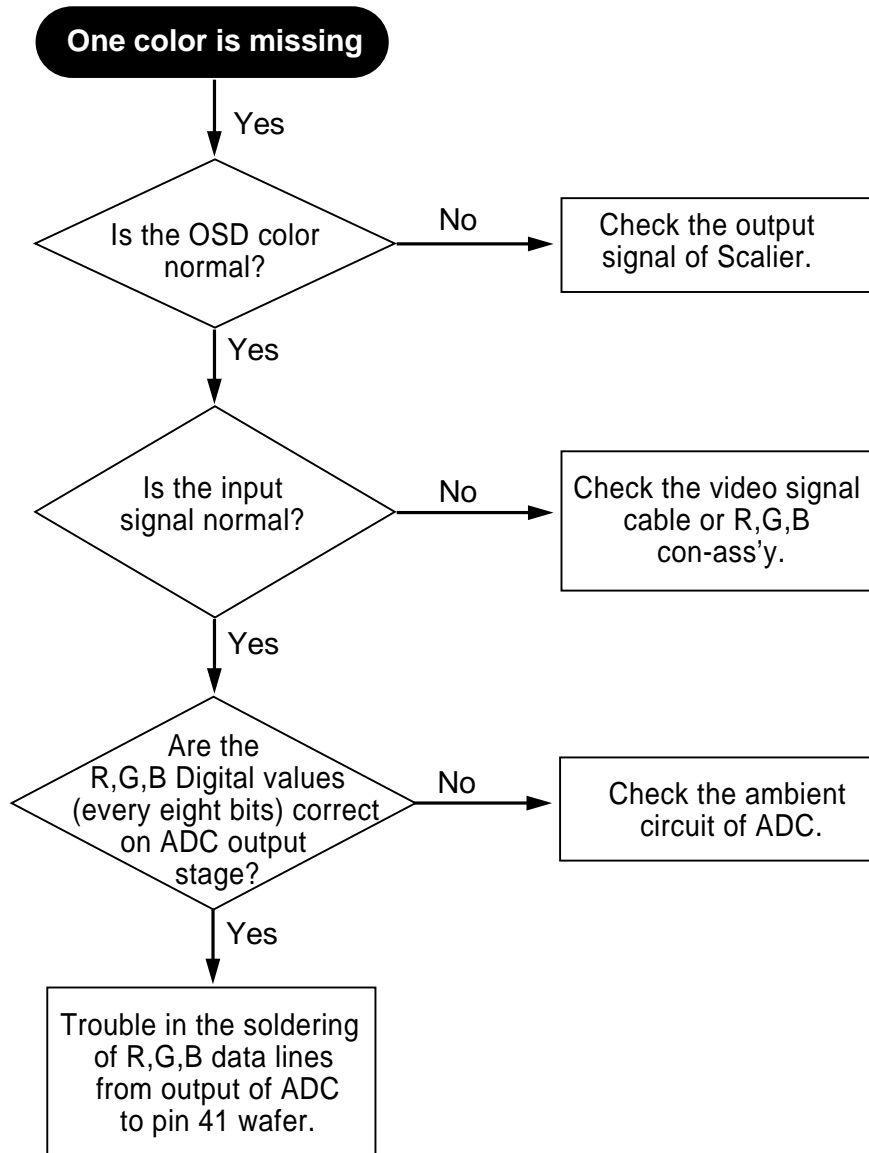 One color is missing
Yes
Is the OSD color
normal?
No
Check the output
signal of Scalier.
Yes
Is the input
signal normal?
No
Check the video signal
cable or R,G,B
con-ass’y.
Yes
Are the
R,G,B Digital values
(every eight bits) correct
on ADC output
stage?
No
Check the ambient
circuit of ADC.
Yes
Trouble in the soldering
of R,G,B data lines
from output of ADC
to pin 41 wafer.